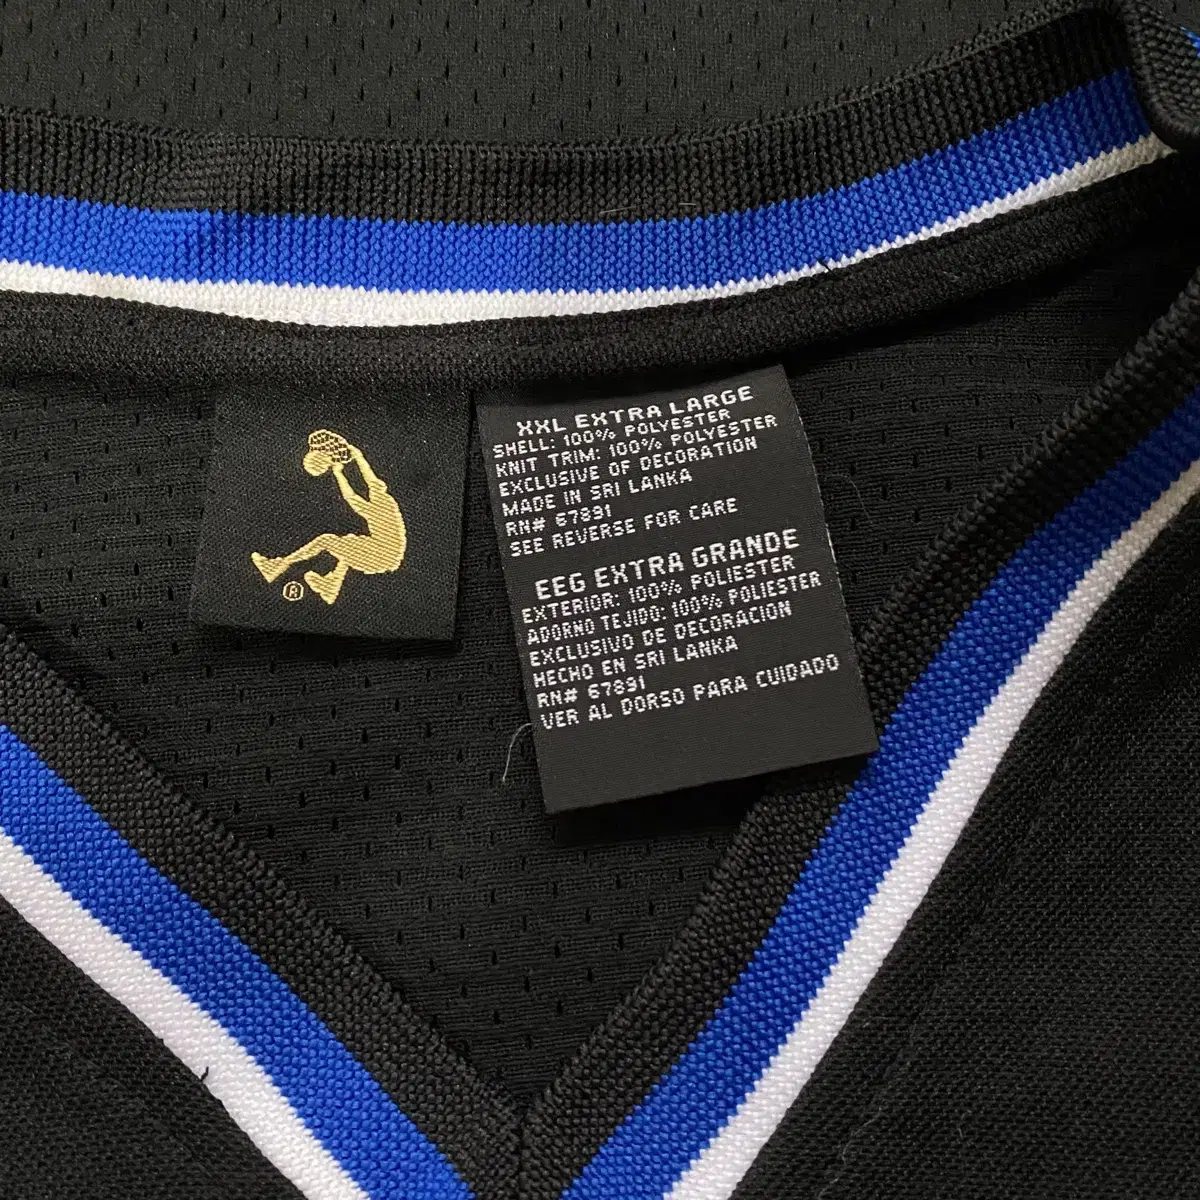 XXL EXTRA LARGE
SHELL: 100% POLYESTER
KNIT TRIM: 100% POLYESTER
EXCLUSIVE OF DECORATION
MADE IN SRI LANKA
RN# 67891
SEE REVERSE FOR CARE
EEG EXTRA GRANDE
EXTERIOR: 100% POLIESTER
ADORNO TEJIDO: 100% POLIESTER
EXCLUSIVO DE DECORACION
HECHO EN SRI LANKA
RN# 67891
VER AL DORSO PARA CUIDADO
®